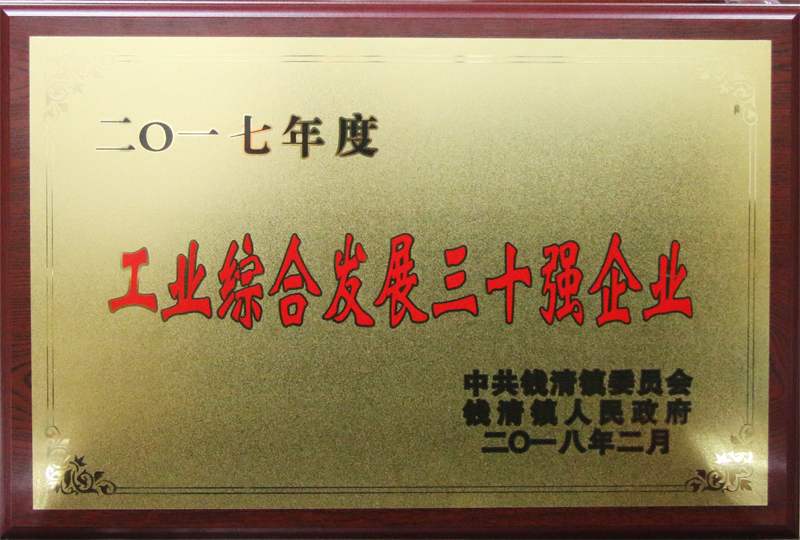 二〇一七年度
工业综合发展三十强企业
中共钱清镇委员会
钱清镇人民政府
二〇一八年二月